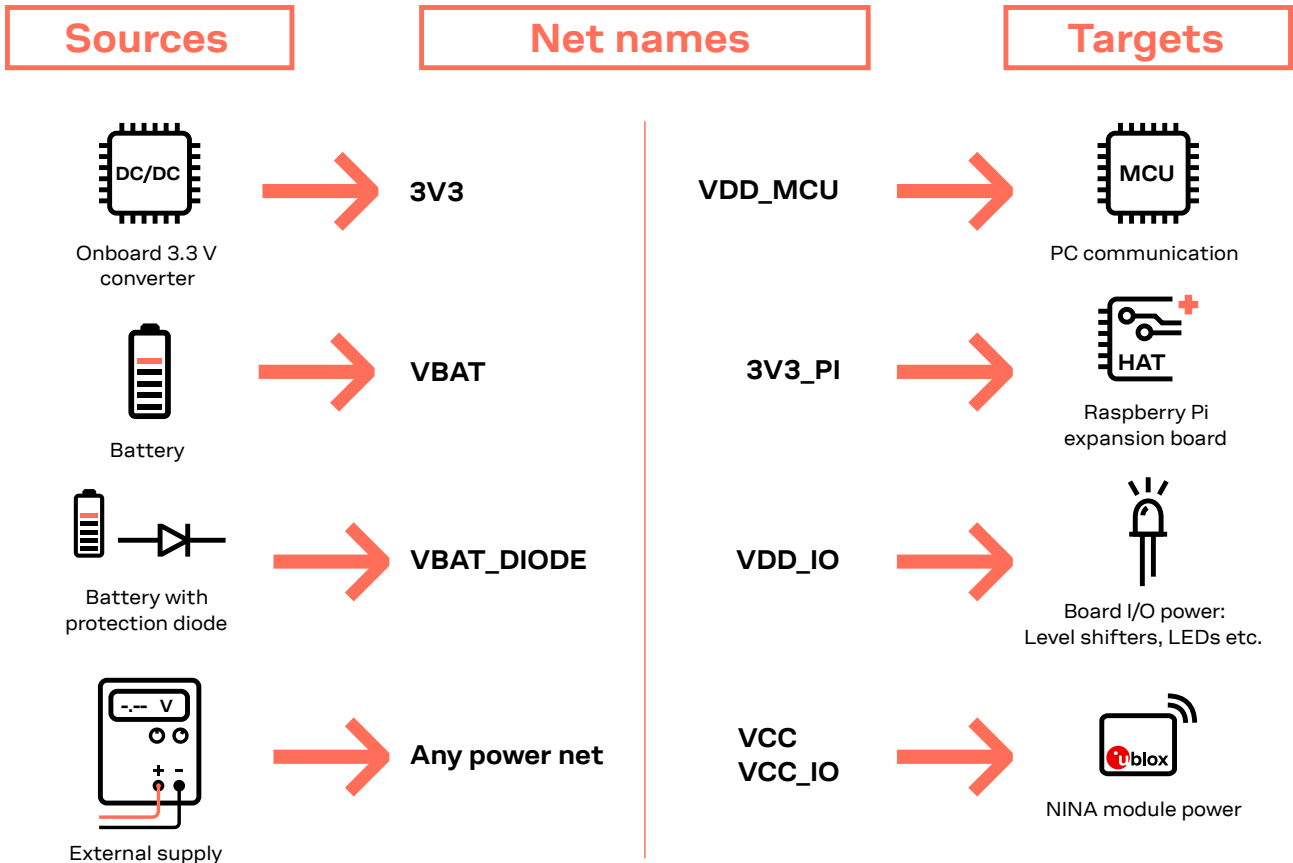 Sources
Net names
Targets
DC/DC
3V3
VDD_MCU
MCU
Onboard 3.3 V
converter
PC communication
VBAT
3V3_PI
HAT
Battery
Raspberry Pi
expansion board
VBAT_DIODE
VDD_IO
Battery with
protection diode
Board I/O power:
Level shifters, LEDs etc.
-.-- V
+ -
Any power net
VCC
VCC_IO
ublox
NINA module power
External supply